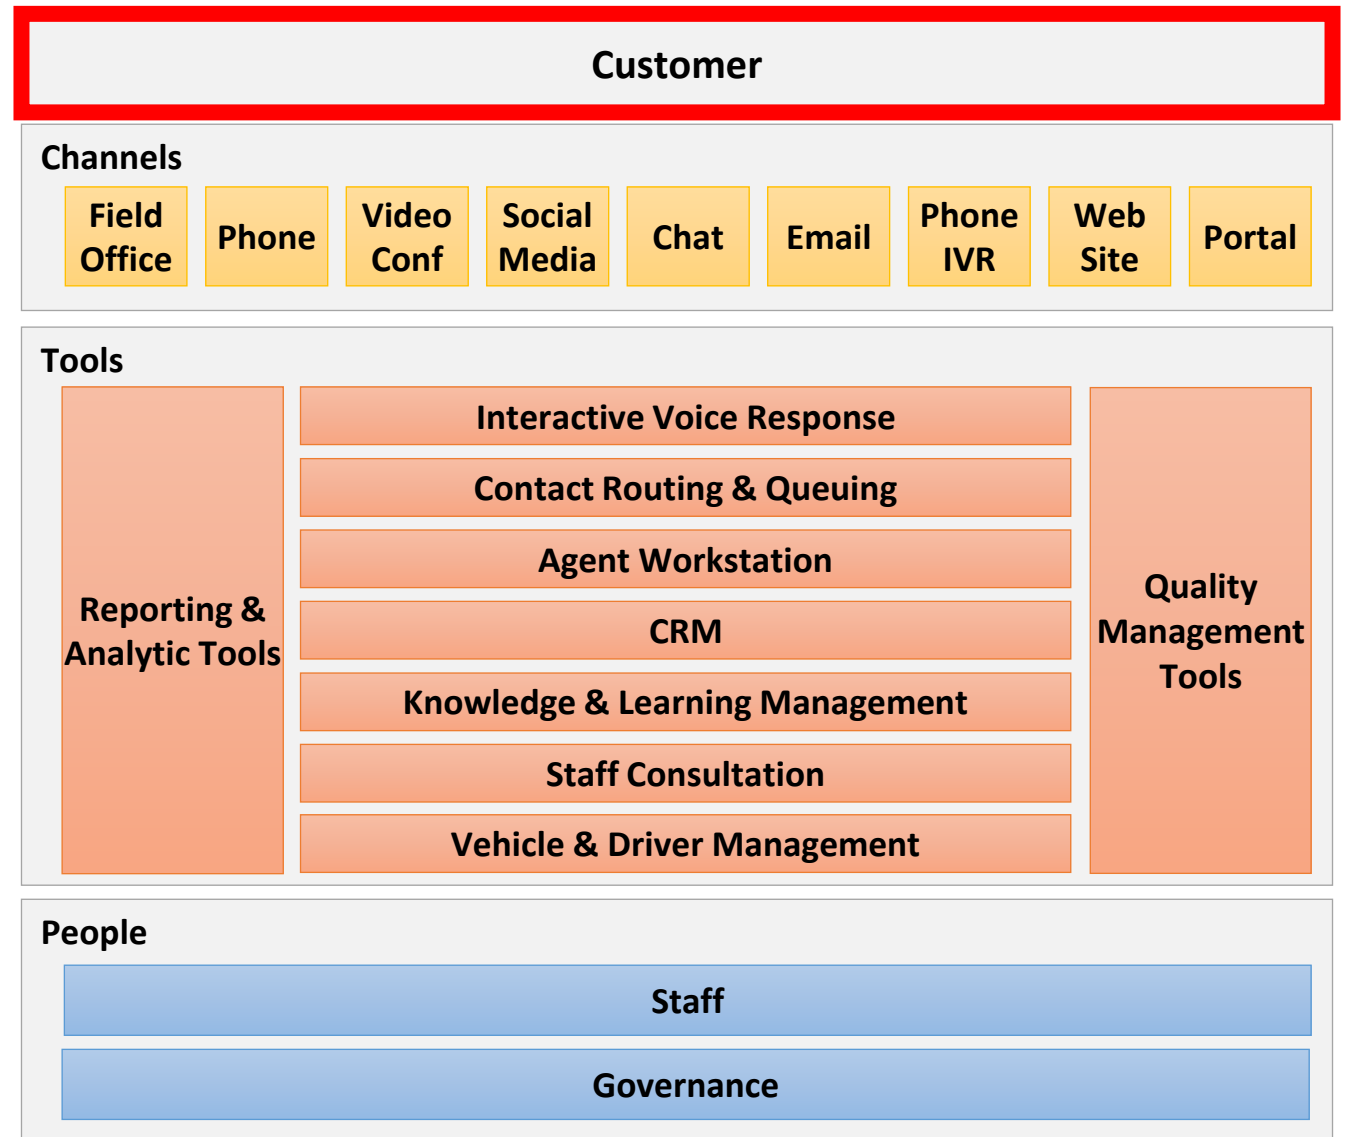 Customer
Channels
Field
Office
Phone
Video
Conf
Social
Media
Chat
Email
Phone
IVR
Web
Site
Portal
Tools
Reporting &
Analytic Tools
Interactive Voice Response
Contact Routing & Queuing
Agent Workstation
CRM
Knowledge & Learning Management
Staff Consultation
Vehicle & Driver Management
Quality
Management
Tools
People
Staff
Governance